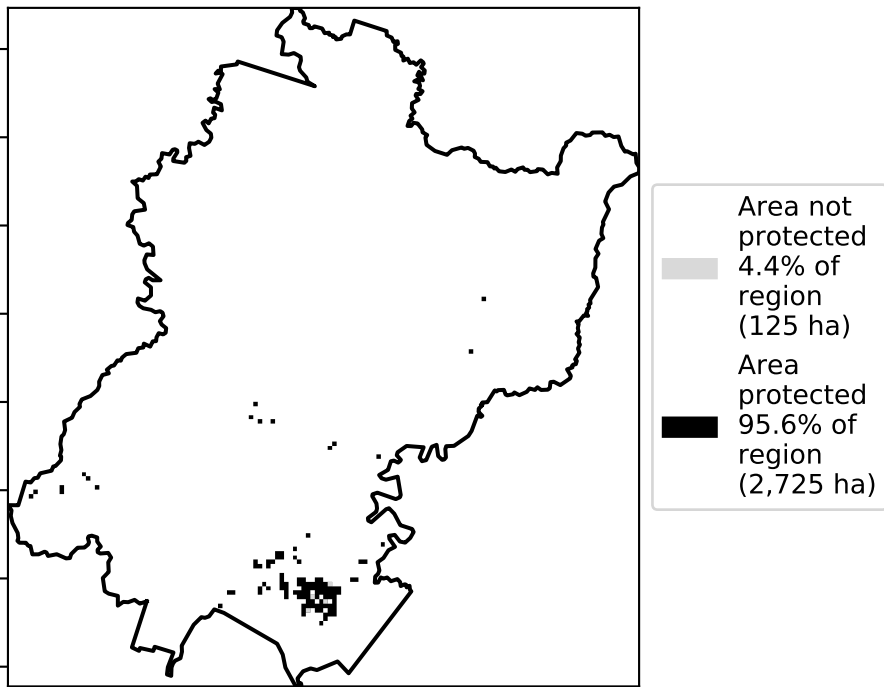 Area not
protected
4.4% of
region
(125 ha)
Area
protected
95.6% of
region
(2,725 ha)